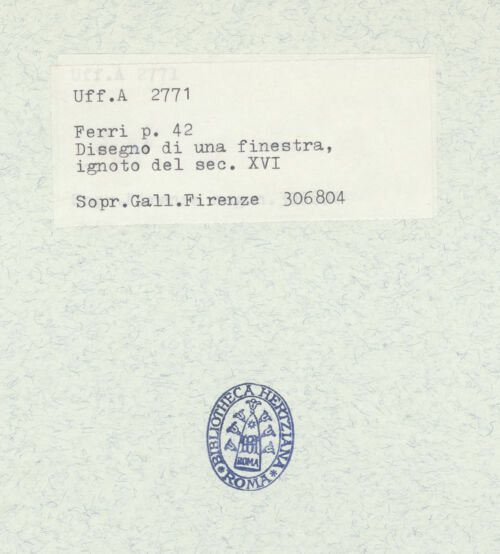 Uff.A 2771
Uff.A 2771
Ferri p. 42
Disegno di una finestra,
ignoto del sec. XVI
Sopr.Gall.Firenze 306804
BIBLIOTHECA HERTZIANA
BH
ROMA
* ROMA *